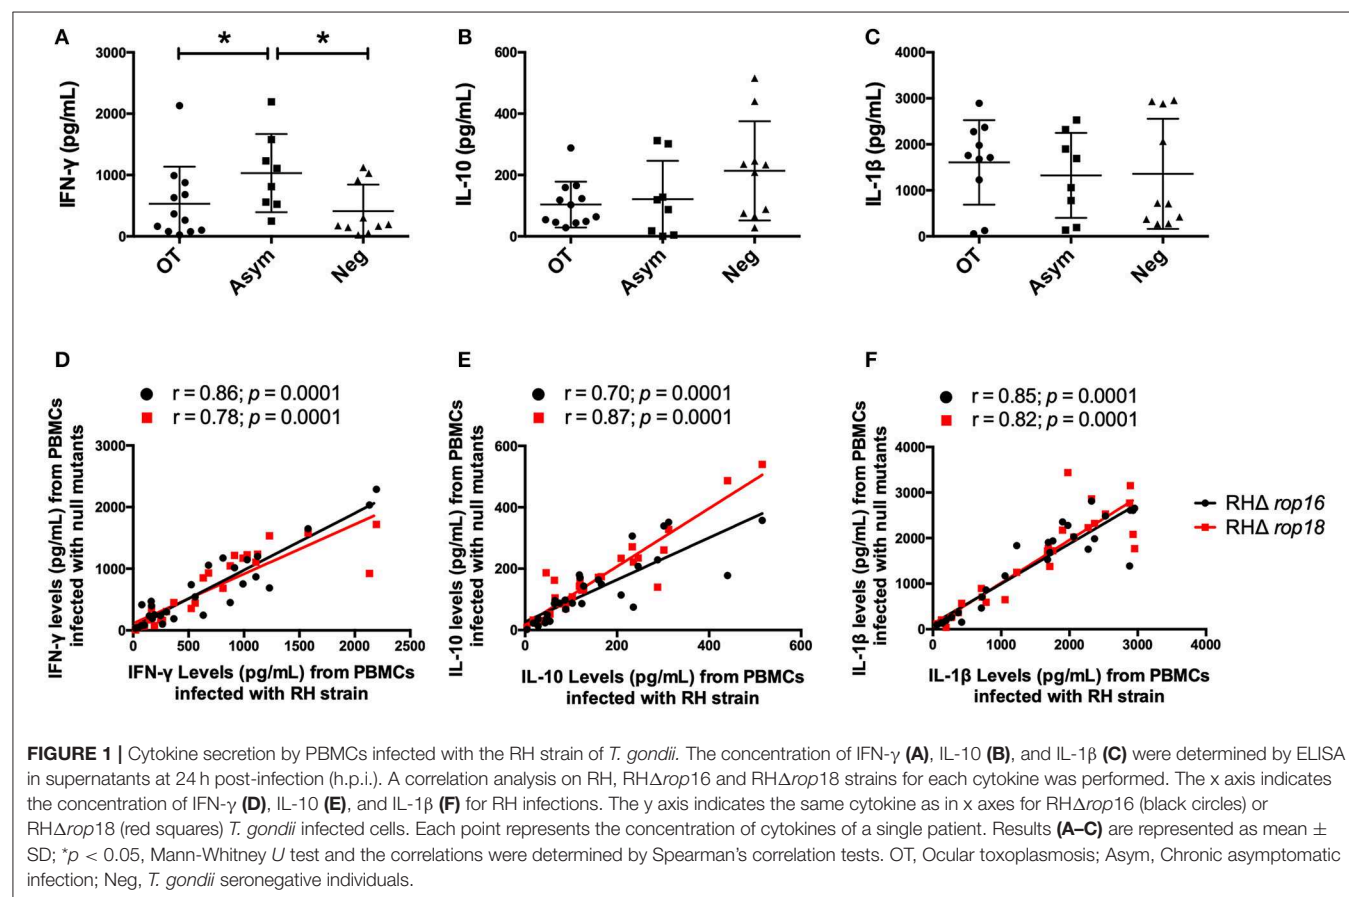 A
IFN-γ (pg/mL)
3000
2000
1000
0
*
*
OT
Asym
Neg
B
IL-10 (pg/mL)
600
400
200
0
OT
Asym
Neg
C
IL-1β (pg/mL)
4000
3000
2000
1000
0
OT
Asym
Neg
D
r = 0.86; p = 0.0001
r = 0.78; p = 0.0001
IFN-γ levels (pg/mL) from PBMCs
infected with null mutants
3000
2000
1000
0
0
500
1000
1500
2000
2500
IFN-γ Levels (pg/mL) from PBMCs
infected with RH strain
E
r = 0.70; p = 0.0001
r = 0.87; p = 0.0001
IL-10 levels (pg/mL) from PBMCs
infected with null mutants
600
400
200
0
0
200
400
600
IL-10 Levels (pg/mL) from PBMCs
infected with RH strain
F
r = 0.85; p = 0.0001
r = 0.82; p = 0.0001
IL-1β levels (pg/mL) from PBMCs
infected with null mutants
4000
3000
2000
1000
0
0
1000
2000
3000
4000
IL-1β Levels (pg/mL) from PBMCs
infected with RH strain
RHΔ rop16
RHΔ rop18
FIGURE 1 | Cytokine secretion by PBMCs infected with the RH strain of T. gondii. The concentration of IFN-γ (A), IL-10 (B), and IL-1β (C) were determined by ELISA
in supernatants at 24 h post-infection (h.p.i.). A correlation analysis on RH, RHΔrop16 and RHΔrop18 strains for each cytokine was performed. The x axis indicates
the concentration of IFN-γ (D), IL-10 (E), and IL-1β (F) for RH infections. The y axis indicates the same cytokine as in x axes for RHΔrop16 (black circles) or
RHΔrop18 (red squares) T. gondii infected cells. Each point represents the concentration of cytokines of a single patient. Results (A–C) are represented as mean ±
SD; *p < 0.05, Mann-Whitney U test and the correlations were determined by Spearman's correlation tests. OT, Ocular toxoplasmosis; Asym, Chronic asymptomatic
infection; Neg, T. gondii seronegative individuals.